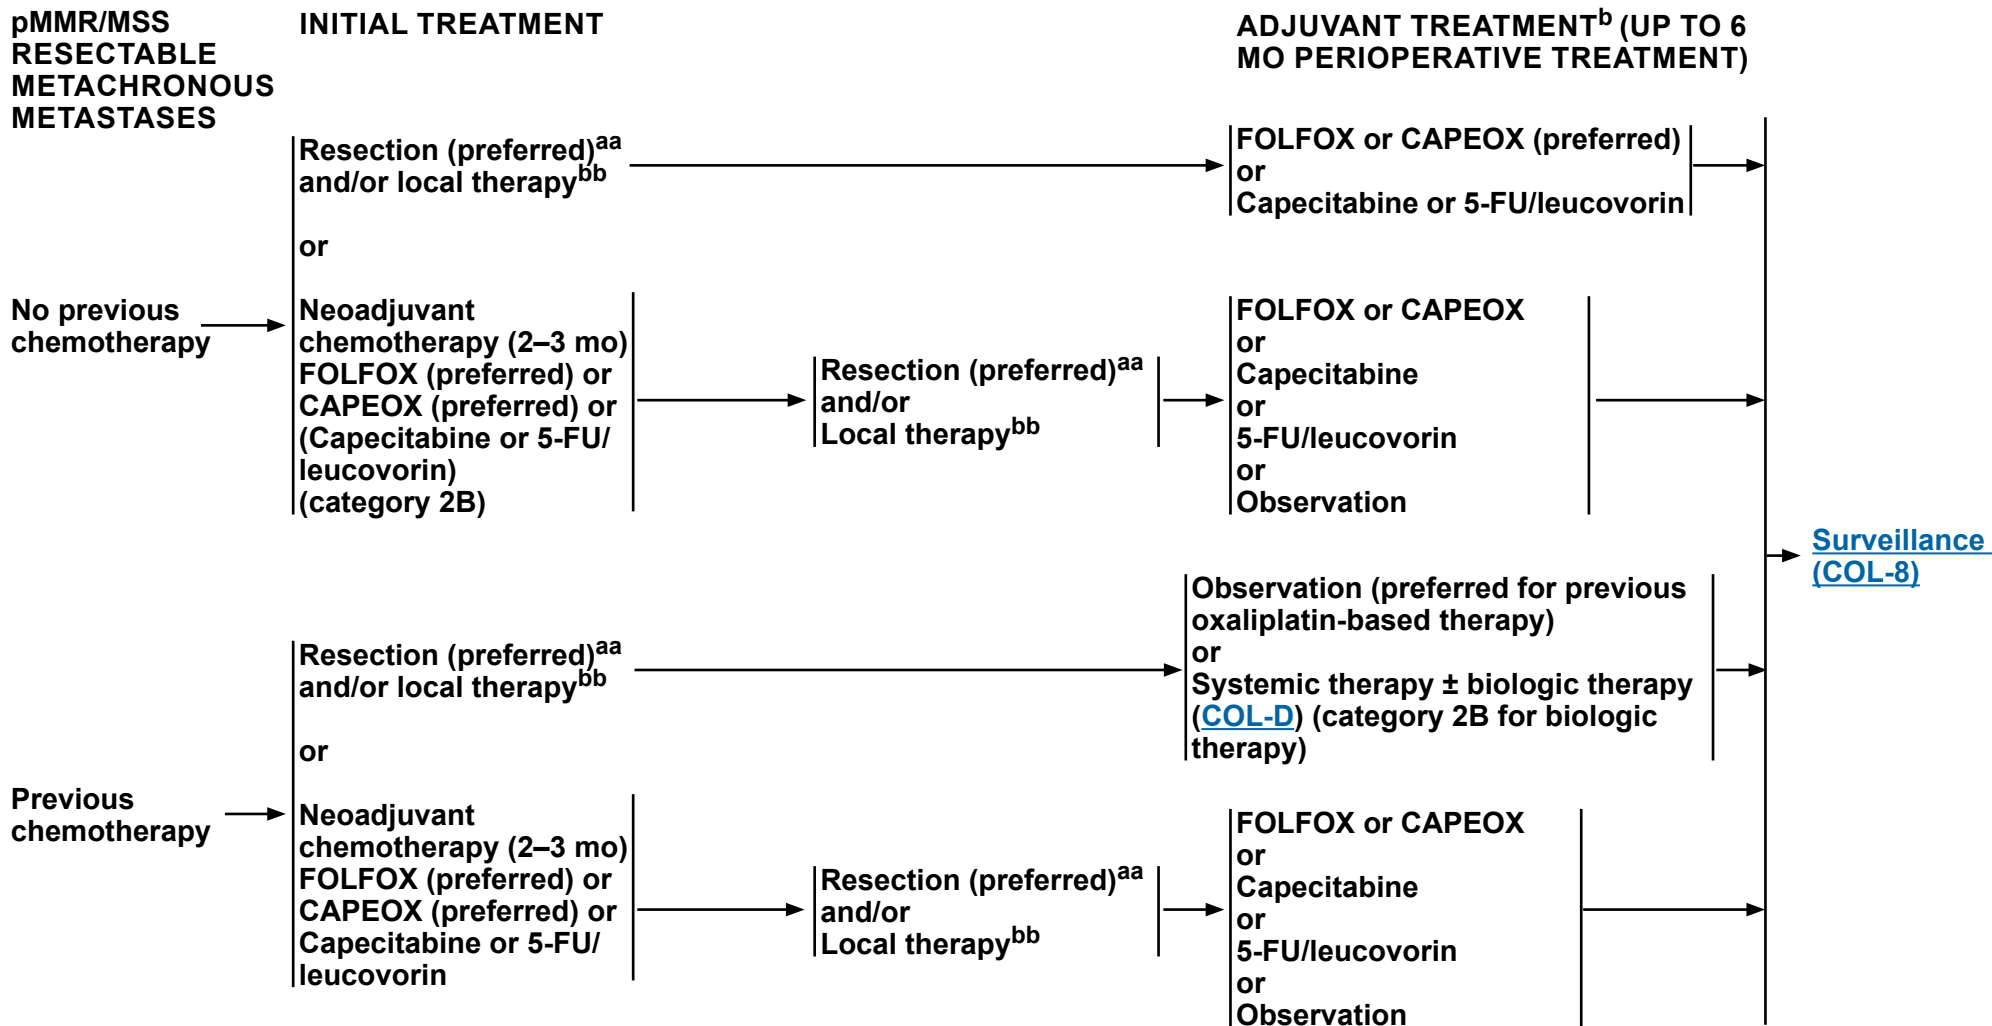 pMMR/MSS
RESECTABLE
METACHRONOUS
METASTASES
INITIAL TREATMENT
ADJUVANT TREATMENTb (UP TO 6
MO PERIOPERATIVE TREATMENT)
No previous
chemotherapy
Resection (preferred)aa
and/or local therapybb
FOLFOX or CAPEOX (preferred)
or
Capecitabine or 5-FU/leucovorin
or
Neoadjuvant
chemotherapy (2–3 mo)
FOLFOX (preferred) or
CAPEOX (preferred) or
(Capecitabine or 5-FU/
leucovorin)
(category 2B)
Resection (preferred)aa
and/or
Local therapybb
FOLFOX or CAPEOX
or
Capecitabine
or
5-FU/leucovorin
or
Observation
Previous
chemotherapy
Resection (preferred)aa
and/or local therapybb
Observation (preferred for previous
oxaliplatin-based therapy)
or
Systemic therapy ± biologic therapy
(COL-D) (category 2B for biologic
therapy)
or
Neoadjuvant
chemotherapy (2–3 mo)
FOLFOX (preferred) or
CAPEOX (preferred) or
Capecitabine or 5-FU/
leucovorin
Resection (preferred)aa
and/or
Local therapybb
FOLFOX or CAPEOX
or
Capecitabine
or
5-FU/leucovorin
or
Observation
Surveillance
(COL-8)